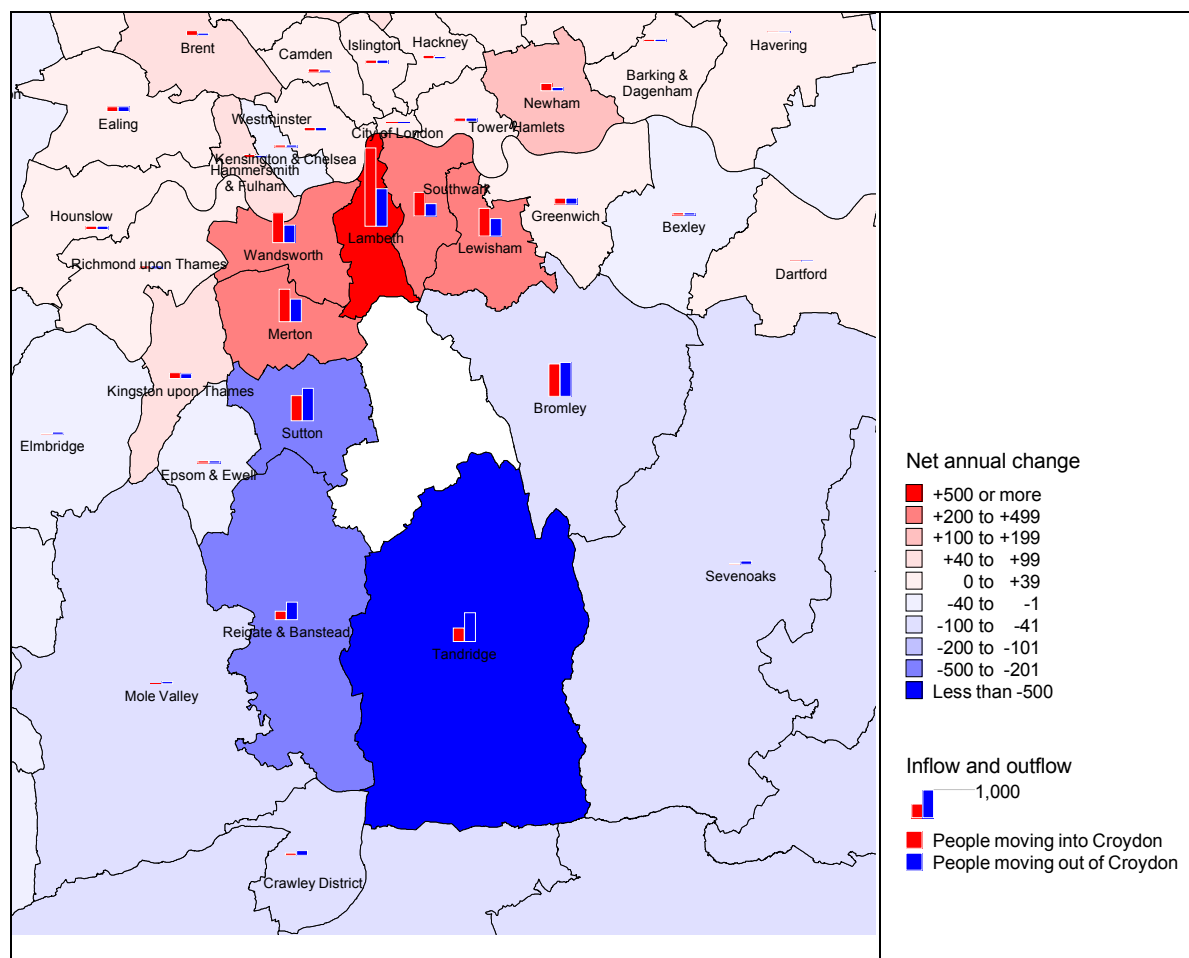 Brent
Camden
Islington
Hackney
Havering
Barking &
Dagenham
Newham
Ealing
Westminster
City of London
Tower Hamlets
Kensington & Chelsea
Hammersmith
& Fulham
Southwark
Hounslow
Greenwich
Bexley
Lambeth
Lewisham
Wandsworth
Richmond upon Thames
Dartford
Merton
Kingston upon Thames
Bromley
Sutton
Elmbridge
Epsom & Ewell
Sevenoaks
Reigate & Banstead
Tandridge
Mole Valley
Crawley District
Net annual change
+500 or more
+200 to +499
+100 to +199
+40 to +99
0 to +39
-40 to -1
-100 to -41
-200 to -101
-500 to -201
Less than -500
Inflow and outflow
1,000
People moving into Croydon
People moving out of Croydon